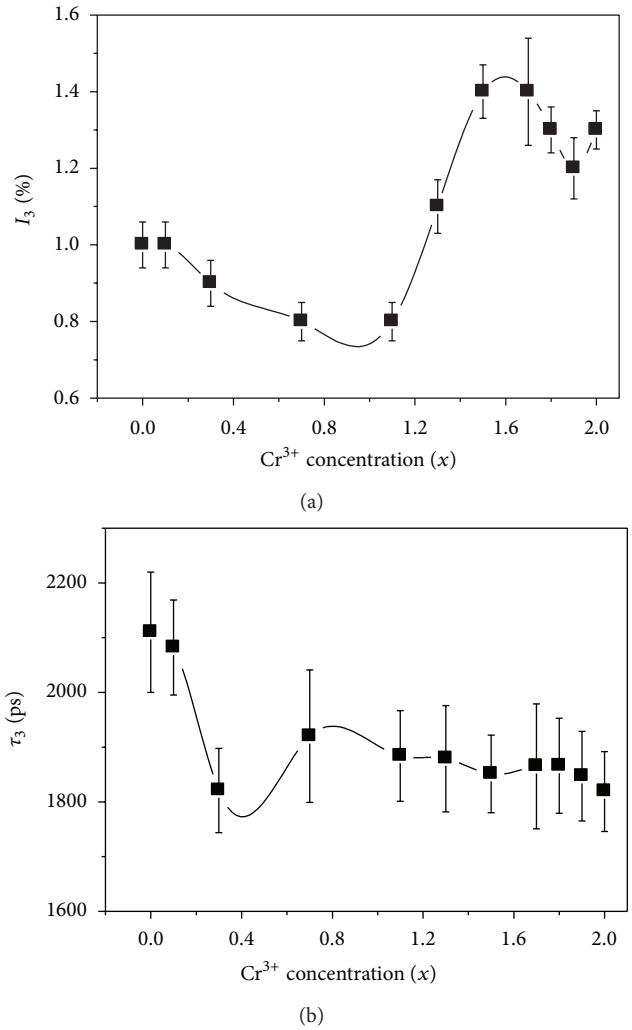 1.6
1.4
1.2
1.0
0.8
0.6
I₃ (%)
0.0 0.4 0.8 1.2 1.6 2.0
Cr³⁺ concentration (x)
(a)
2200
2000
1800
1600
τ₃ (ps)
0.0 0.4 0.8 1.2 1.6 2.0
Cr³⁺ concentration (x)
(b)